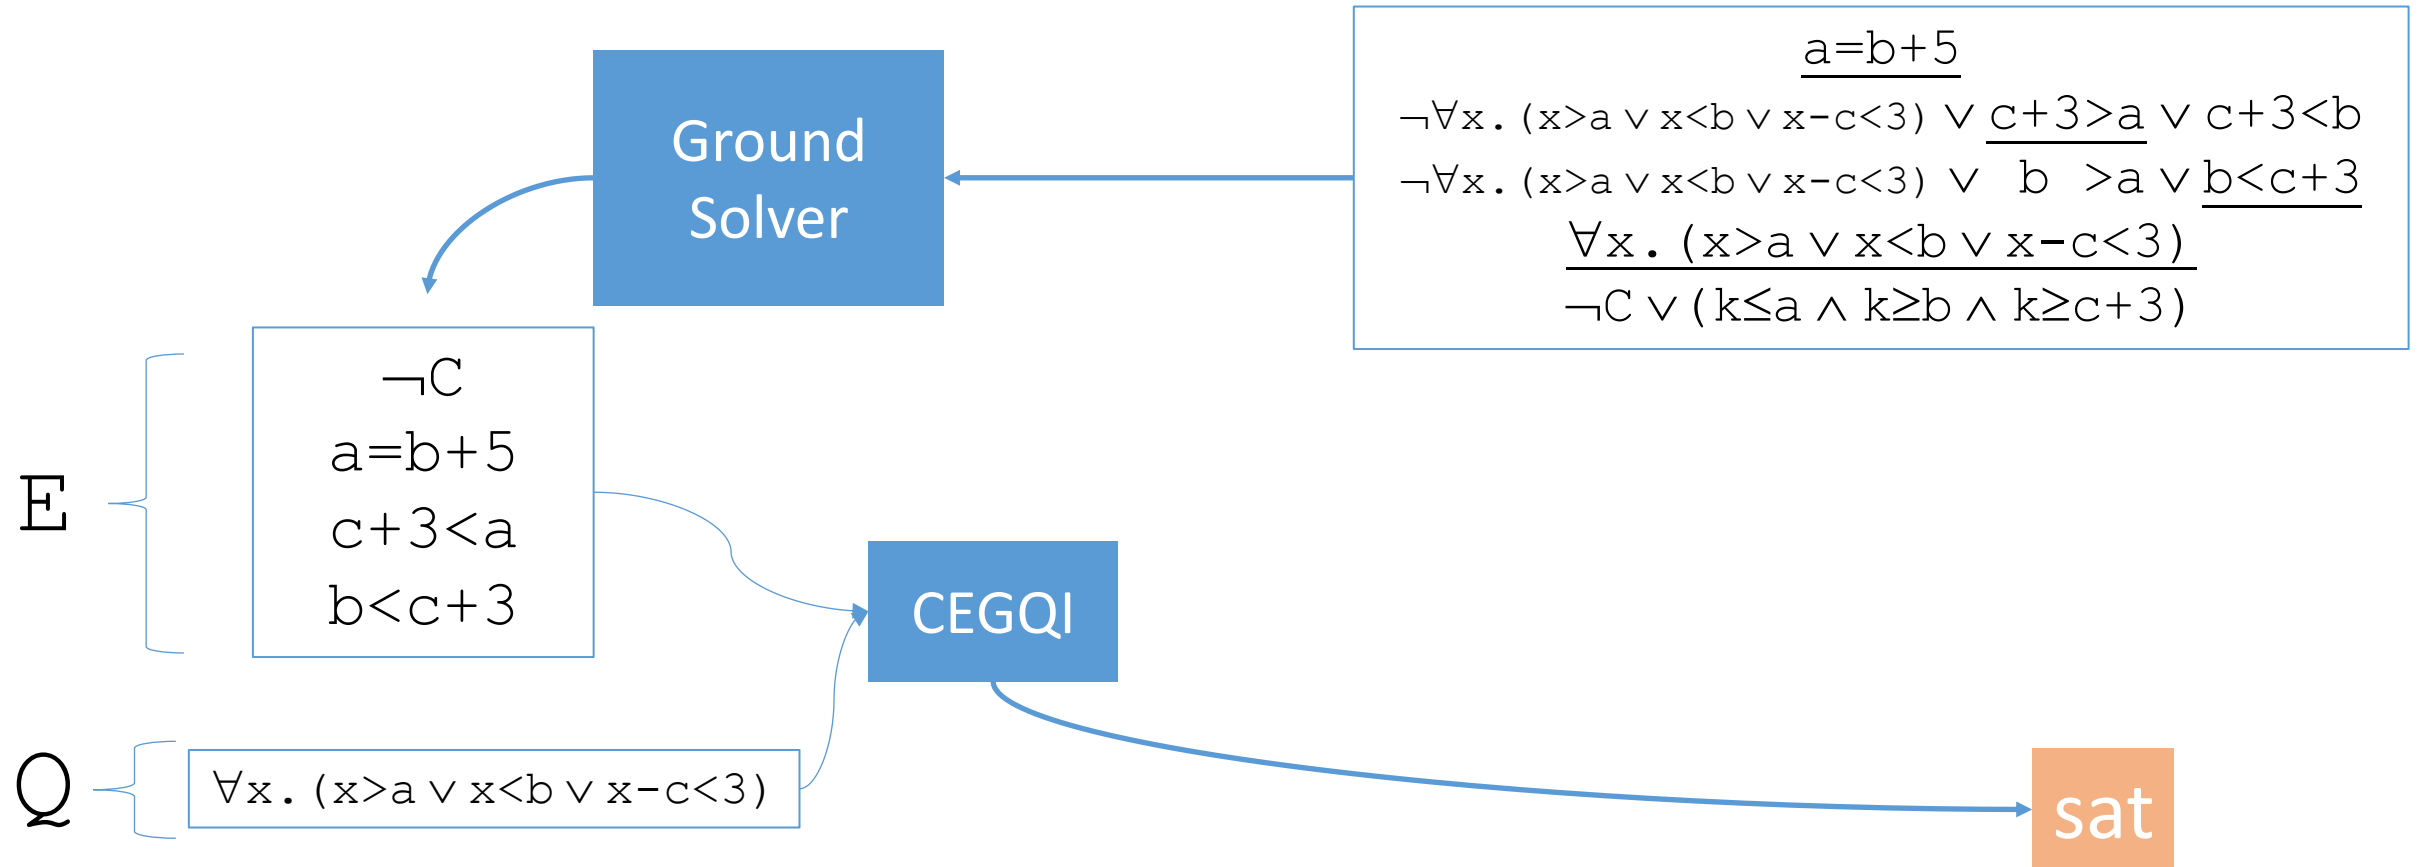 a=b+5
¬∀x.(x>a ∨ x<b ∨ x-c<3) ∨ c+3>a ∨ c+3<b
¬∀x.(x>a ∨ x<b ∨ x-c<3) ∨ b >a ∨ b<c+3
∀x.(x>a ∨ x<b ∨ x-c<3)
¬C ∨ (k≤a ∧ k≥b ∧ k≥c+3)
Ground
Solver
E
¬C
a=b+5
c+3<a
b<c+3
CEGQI
Q
∀x.(x>a ∨ x<b ∨ x-c<3)
sat